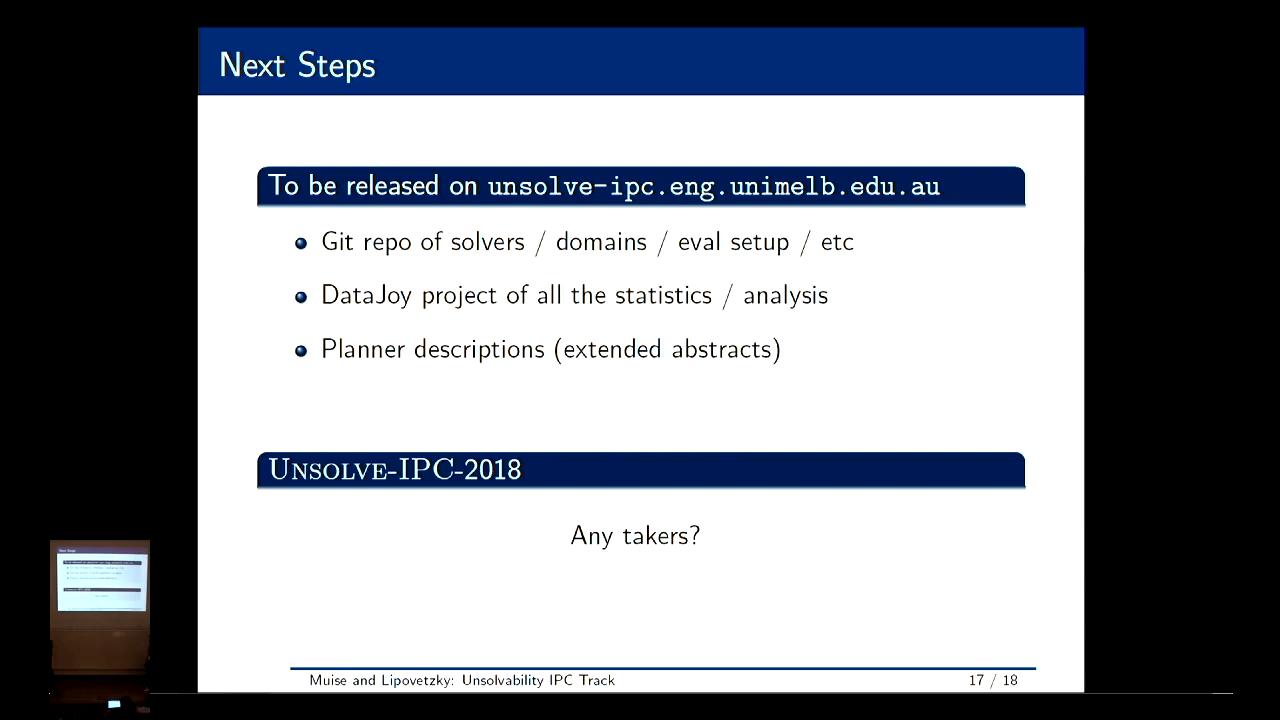 Next Steps
To be released on unsolve-ipc.eng.unimelb.edu.au
Git repo of solvers / domains / eval setup / etc
DataJoy project of all the statistics / analysis
Planner descriptions (extended abstracts)
UNSOLVE-IPC-2018
Any takers?
Muise and Lipovetzky: Unsolvability IPC Track 17 / 18